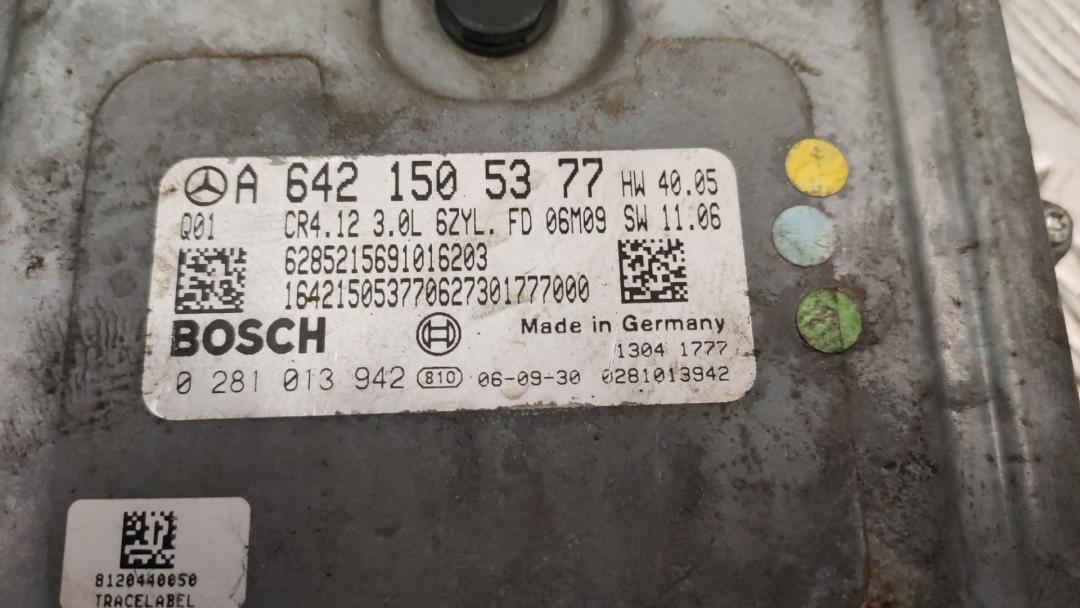 A 642 150 53 77 HW 40.05
Q01 CR4.12 3.0L 6ZYL. FD 06M09 SW 11.06
6285215691016203
164215053770627301777000
BOSCH Made in Germany
1304 1777
0 281 013 942 810 06-09-30 0281013942
8120440050
TRACELABEL